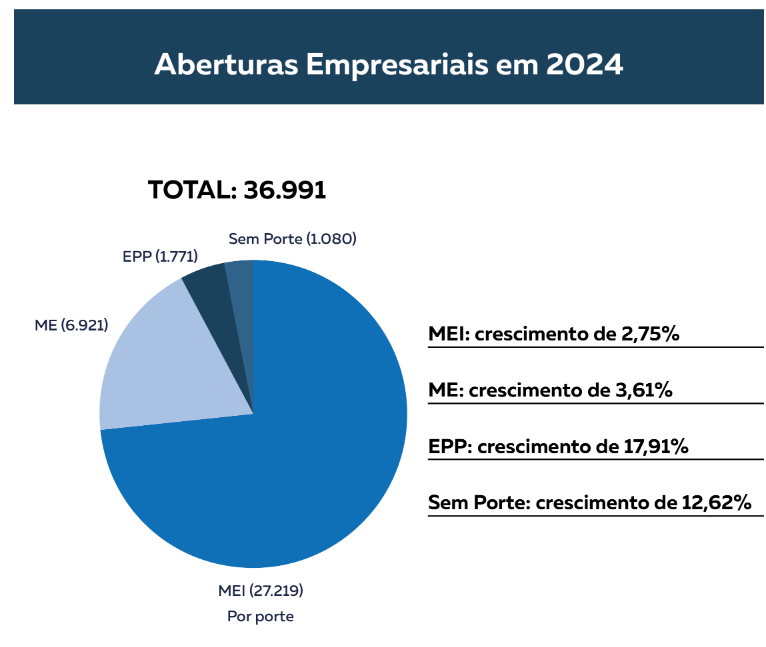 Aberturas Empresariais em 2024
TOTAL: 36.991
Sem Porte (1.080)
EPP (1.771)
ME (6.921)
MEI (27.219)
Por porte
MEI: crescimento de 2,75%
ME: crescimento de 3,61%
EPP: crescimento de 17,91%
Sem Porte: crescimento de 12,62%